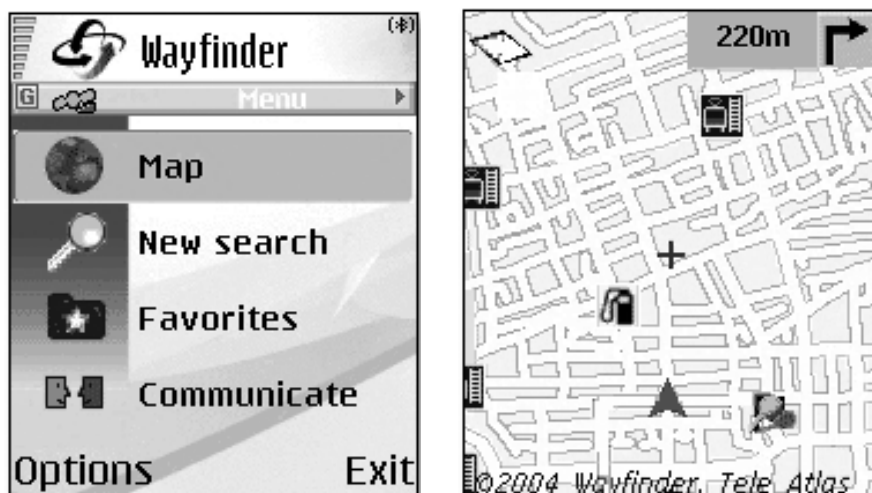 Wayfinder
G
Menu
Map
New search
Favorites
Communicate
Options Exit
220m
©2004 Wayfinder, Tele Atlas